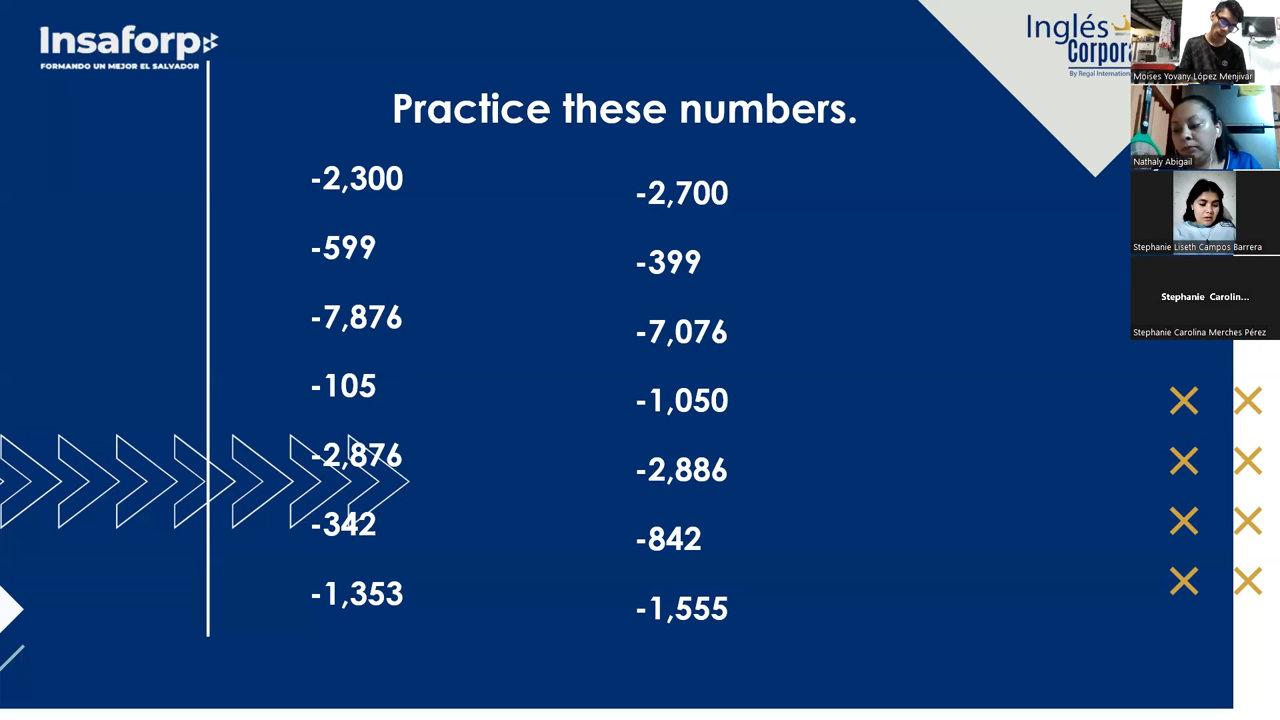 Insaforp
FORMANDO UN MEJOR EL SALVADOR
Inglés
Corpora
By Regal Internation
Practice these numbers.
-2,300
-599
-7,876
-105
-2,876
-342
-1,353
-2,700
-399
-7,076
-1,050
-2,886
-842
-1,555
Moises Yovany López Menjivar
Nathaly Abigail
Stephanie Liseth Campos Barrera
Stephanie Carolin...
Stephanie Carolina Merches Pérez